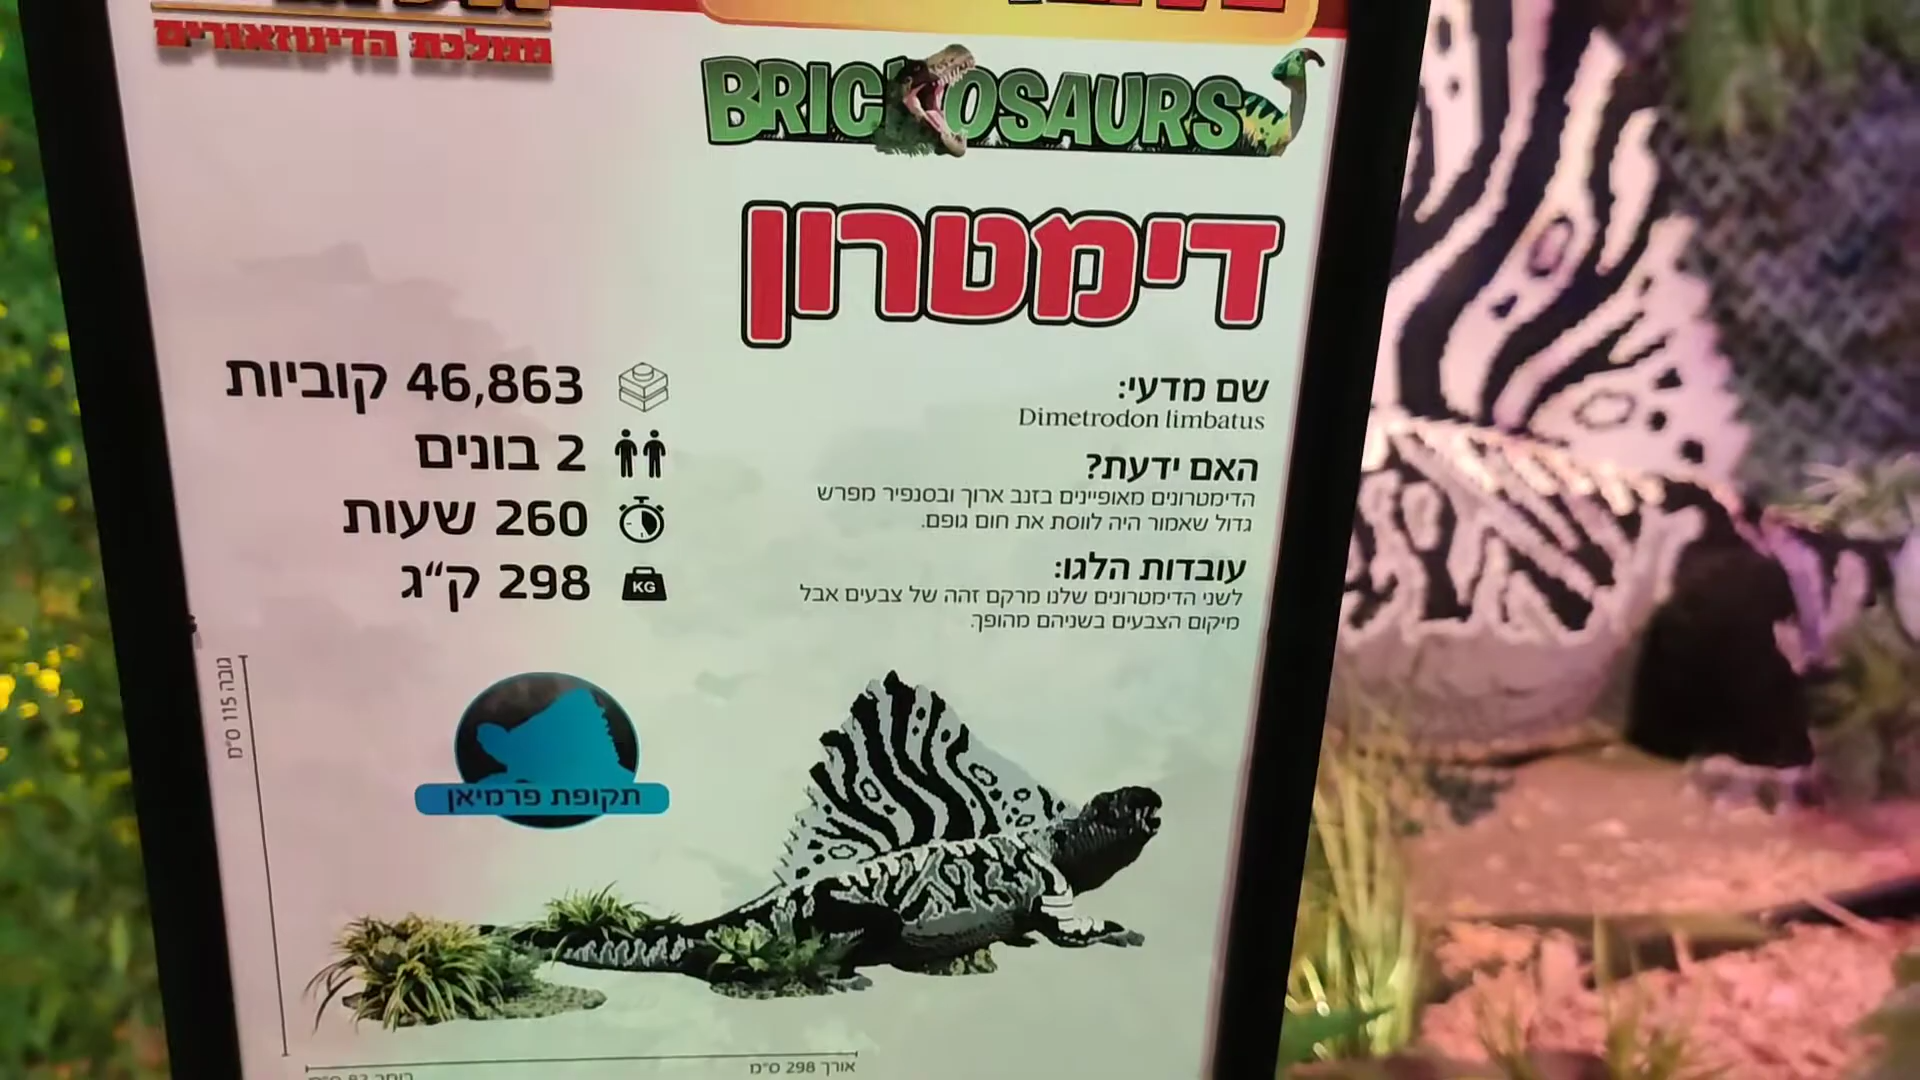 ממלכת הדינוזאורים
BRICKOSAURS
דימטרון
שם מדעי:
Dimetrodon limbatus
האם ידעת?
הדימטרונים מאופיינים בזנב ארוך ובסנפיר מפרש
גדול שאמור היה לווסת את חום גופם.
עובדות הלגו:
לשני הדימטרונים שלנו מרקם זהה של צבעים אבל
מיקום הצבעים בשניהם מהופך.
46,863 קוביות
2 בונים
260 שעות
298 ק"ג
KG
גובה 115 ס"מ
תקופת פרמיאן
אורך 298 ס"מ